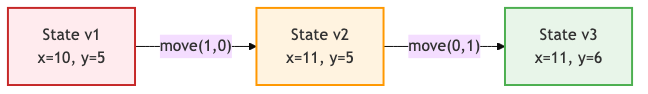 State v1
x=10, y=5
move(1,0)
State v2
x=11, y=5
move(0,1)
State v3
x=11, y=6